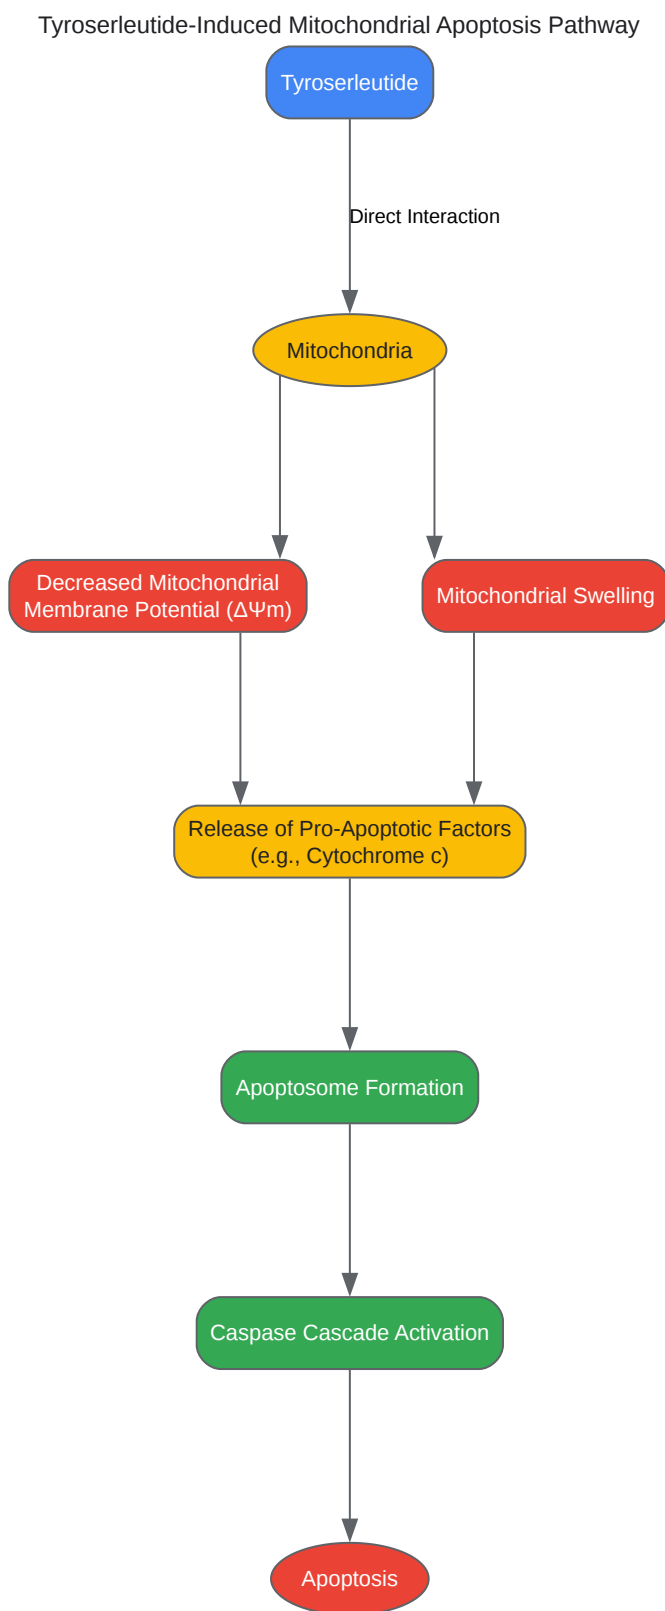 Tyroserleutide-Induced Mitochondrial Apoptosis Pathway
Tyroserleutide
Direct Interaction
Mitochondria
Decreased Mitochondrial
Membrane Potential (ΔΨm)
Mitochondrial Swelling
Release of Pro-Apoptotic Factors
(e.g., Cytochrome c)
Apoptosome Formation
Caspase Cascade Activation
Apoptosis